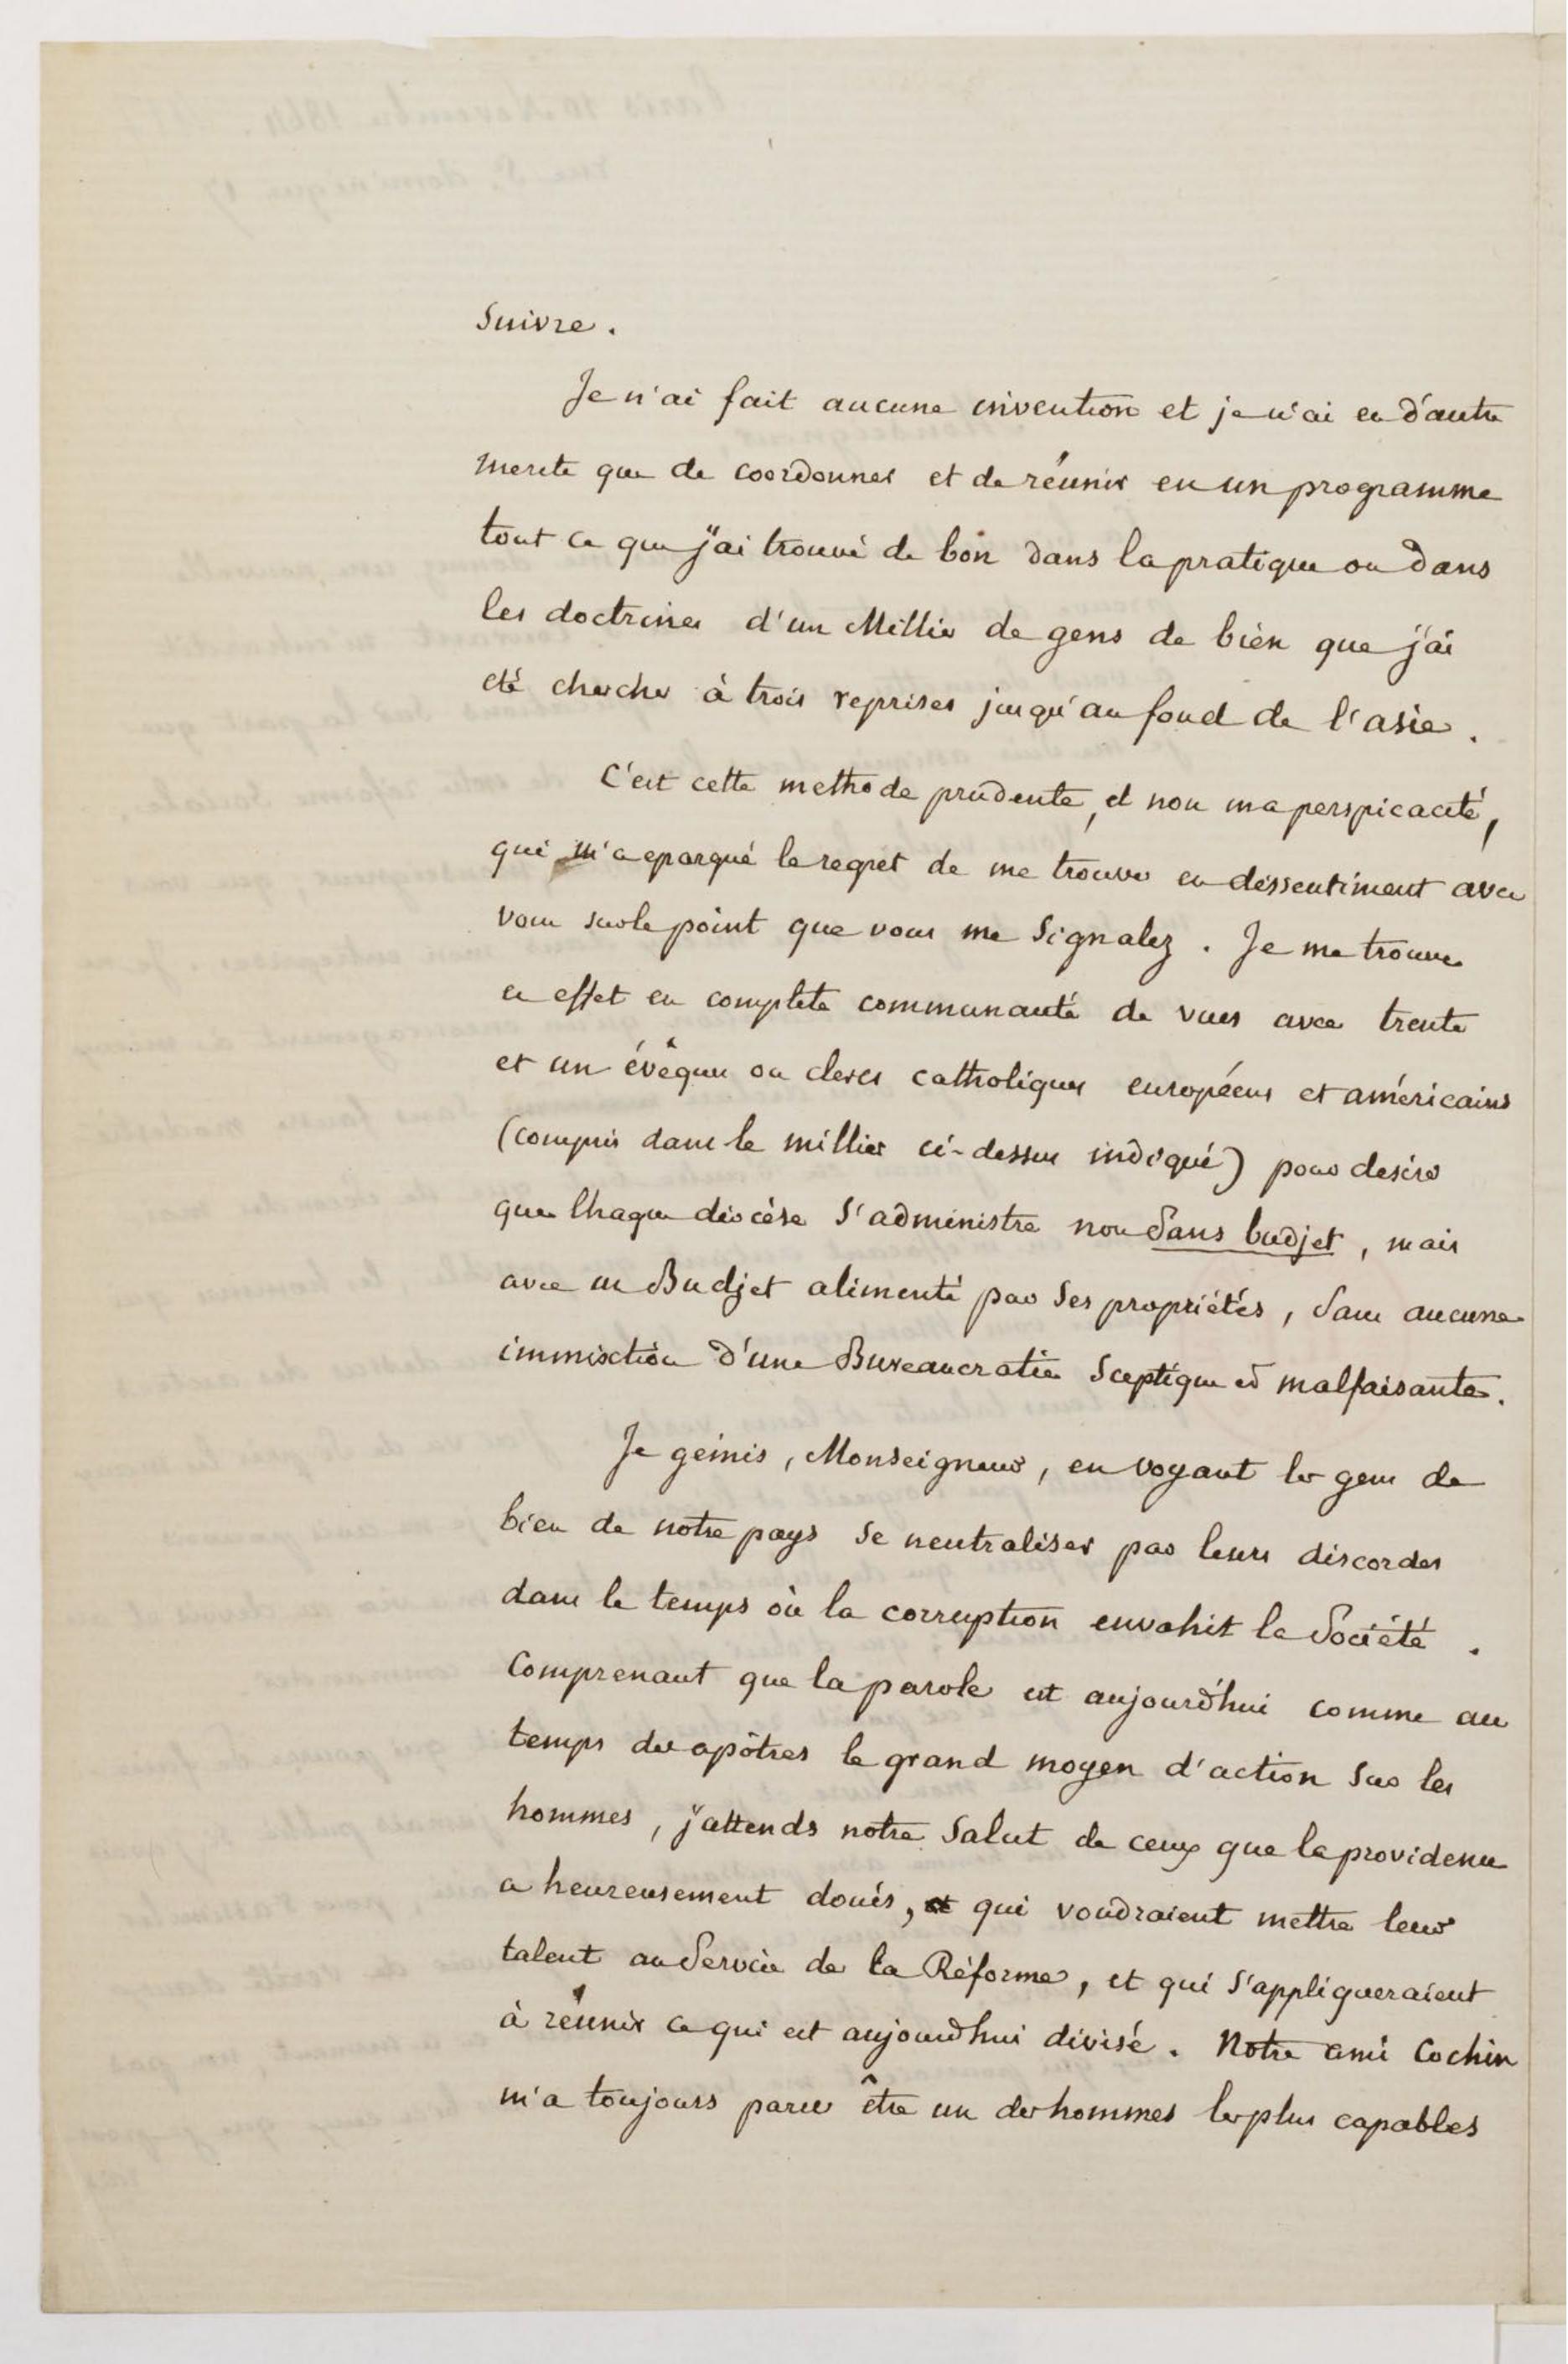 Suivre.
Je n'ai fait aucune invention et je n'ai eu d'autre
merite que de coordonner et de réunir en un programme
tout ce que j'ai trouvé de bon dans la pratique ou dans
les doctrines d'un Millier de gens de bien que j'ai
été chercher à trois reprises jusqu'au fond de l'asie.
C'est cette methode prudente, et non ma perspicacité,
qui m'a epargné le regret de me trouver en dissentiment avec
vous sur le point que vous me Signalez. Je me trouve
en effet en complete communauté de vues avec trente
et un évêques ou clercs catholiques européens et américains
(compris dans le millier ci-dessus indiqué) pour desirer
que Chaque diocèse S'administre non Sans budjet, mais
avec un Budjet alimenté par Ses propriétés, Sans aucune
immixtion d'une Bureaucratie Sceptique et malfaisante.
Je gémis, Monseigneur, en voyant les gens de
bien de notre pays Se neutraliser par leurs discordes
dans le temps où la corruption envahit la Société.
Comprenant que la parole est aujourd'hui comme au
temps des apôtres le grand moyen d'action Sur les
hommes, j'attends notre Salut de ceux que la providence
a heureusement doués, et qui voudraient mettre leur
talent au Service de la Réforme, et qui S'appliqueraient
à réunir ce qui est aujourd'hui divisé. Notre ami Cochin
m'a toujours paru être un des hommes les plus capables